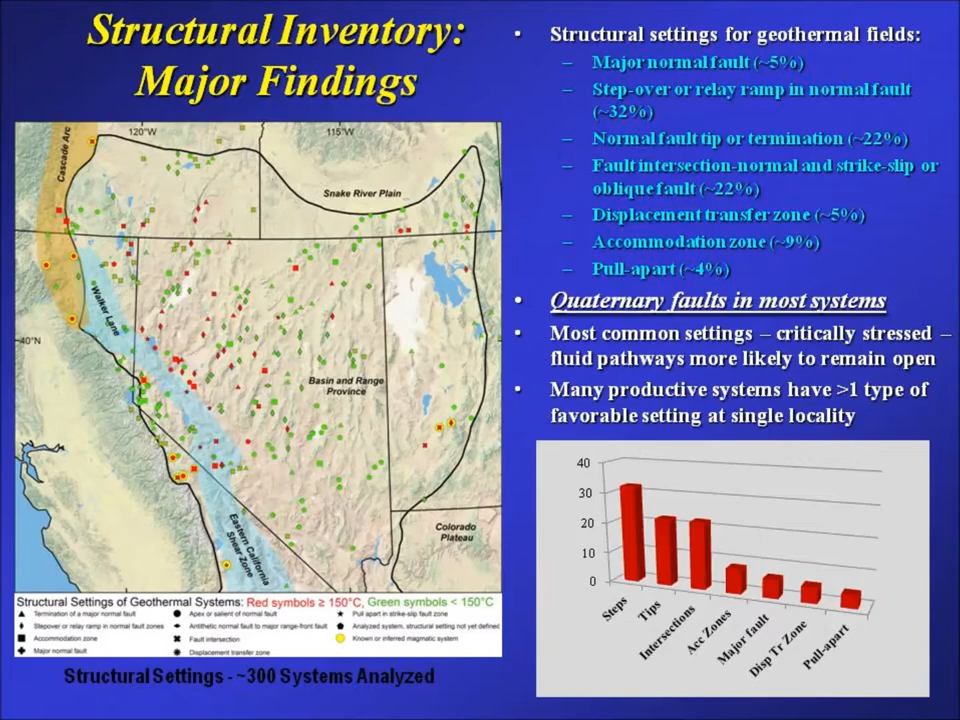 Structural Inventory:
Major Findings
120°W
115°W
Cascade Arc
Snake River Plain
Walker Lane
40°N
Basin and Range
Province
Eastern California
Shear Zone
Colorado
Plateau
Structural Settings of Geothermal Systems: Red symbols ≥ 150°C, Green symbols < 150°C
Termination of a major normal fault
Stepover or relay ramp in normal fault zones
Accommodation zone
Major normal fault
Apex or salient of normal fault
Antithetic normal fault to major range-front fault
Fault intersection
Displacement transfer zone
Pull apart in strike-slip fault zone
Analyzed system, structural setting not yet defined
Known or inferred magmatic system
Structural Settings - ~300 Systems Analyzed
• Structural settings for geothermal fields:
– Major normal fault (~5%)
– Step-over or relay ramp in normal fault
(~32%)
– Normal fault tip or termination (~22%)
– Fault intersection-normal and strike-slip or
oblique fault (~22%)
– Displacement transfer zone (~5%)
– Accommodation zone (~9%)
– Pull-apart (~4%)
• Quaternary faults in most systems
• Most common settings – critically stressed –
fluid pathways more likely to remain open
• Many productive systems have >1 type of
favorable setting at single locality
40
30
20
10
0
Steps
Tips
Intersections
Acc Zones
Major fault
Disp Tr Zone
Pull-apart